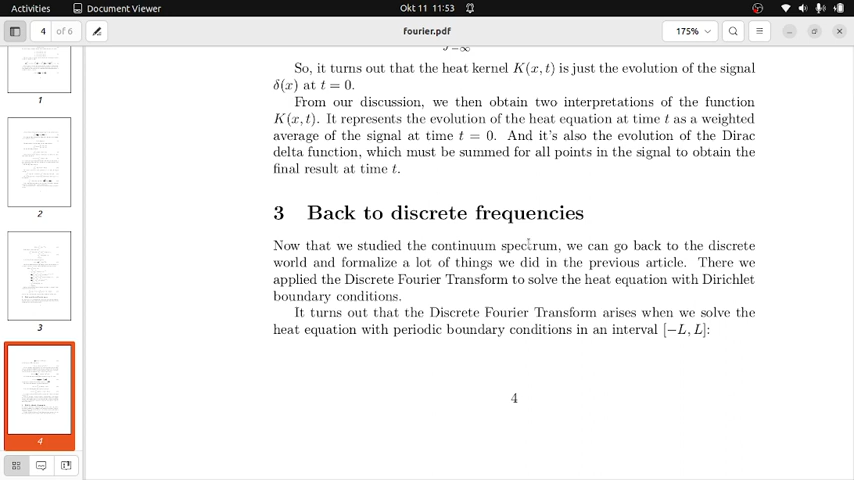 Activities
Document Viewer
Okt 11 11:53
4
of 6
fourier.pdf
175%
1
2
3
4
So, it turns out that the heat kernel K(x, t) is just the evolution of the signal
δ(x) at t = 0.
From our discussion, we then obtain two interpretations of the function
K(x, t). It represents the evolution of the heat equation at time t as a weighted
average of the signal at time t = 0. And it's also the evolution of the Dirac
delta function, which must be summed for all points in the signal to obtain the
final result at time t.
3 Back to discrete frequencies
Now that we studied the continuum spectrum, we can go back to the discrete
world and formalize a lot of things we did in the previous article. There we
applied the Discrete Fourier Transform to solve the heat equation with Dirichlet
boundary conditions.
It turns out that the Discrete Fourier Transform arises when we solve the
heat equation with periodic boundary conditions in an interval [−L, L]:
4